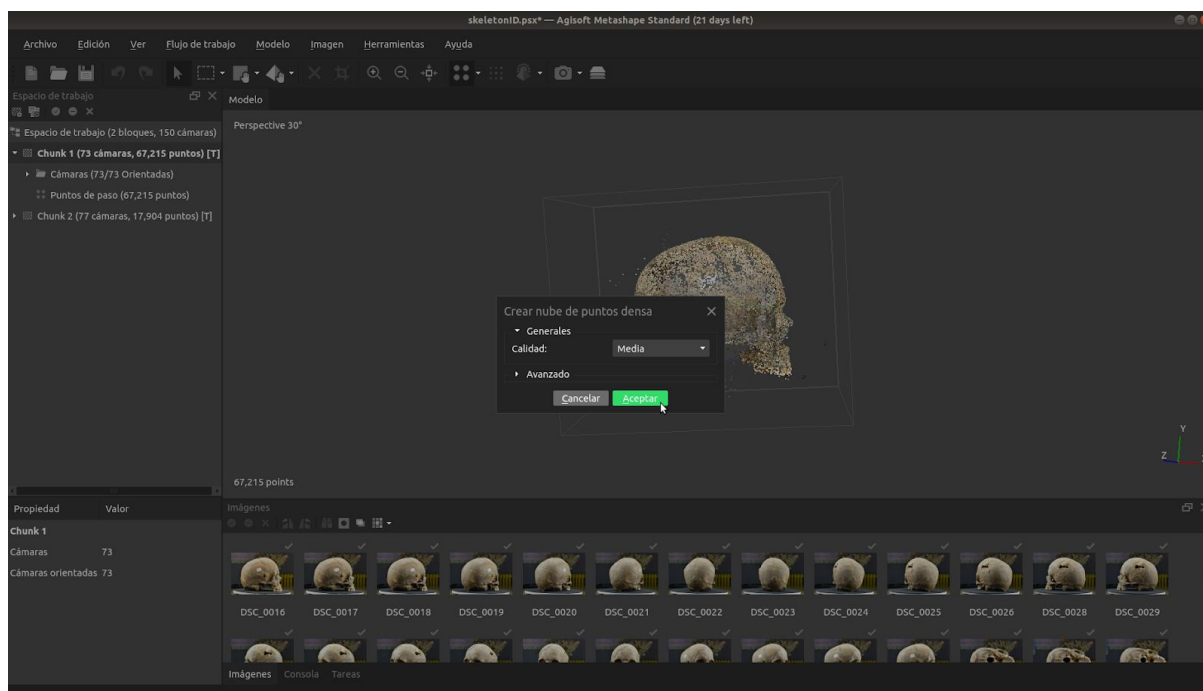 skeletonID.psx* — Agisoft Metashape Standard (21 days left)
Archivo Edición Ver Flujo de trabajo Modelo Imagen Herramientas Ayuda
Espacio de trabajo
Modelo
Espacio de trabajo (2 bloques, 150 cámaras)
Chunk 1 (73 cámaras, 67,215 puntos) [T]
Cámaras (73/73 Orientadas)
Puntos de paso (67,215 puntos)
Chunk 2 (77 cámaras, 17,904 puntos) [T]
Perspective 30°
Crear nube de puntos densa
Generales
Calidad: Media
Avanzado
Cancelar Aceptar
Y
Z
67,215 points
Propiedad Valor
Chunk 1
Cámaras 73
Cámaras orientadas 73
Imágenes
DSC_0016 DSC_0017 DSC_0018 DSC_0019 DSC_0020 DSC_0021 DSC_0022 DSC_0023 DSC_0024 DSC_0025 DSC_0026 DSC_0028 DSC_0029
Imágenes Consola Tareas